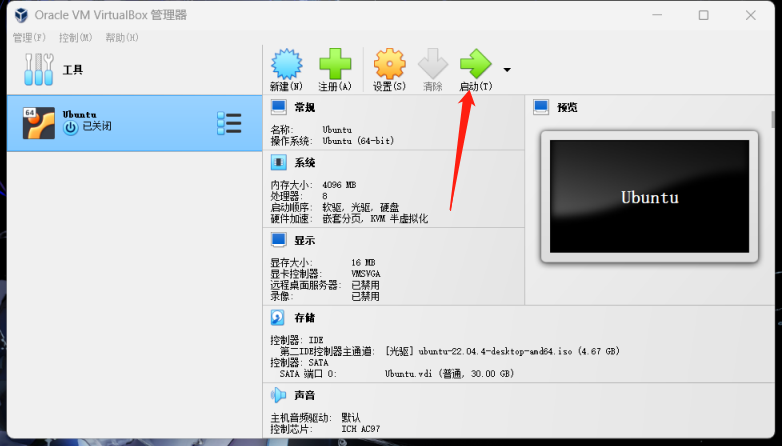 Oracle VM VirtualBox 管理器
管理(F) 控制(M) 帮助(H)
工具
新建(N) 注册(A) 设置(S) 清除 启动(T)
64
Ubuntu
已关闭
常规
名称: Ubuntu
操作系统: Ubuntu (64-bit)
系统
内存大小: 4096 MB
处理器: 8
启动顺序: 软驱, 光驱, 硬盘
硬件加速: 嵌套分页, KVM 半虚拟化
显示
显存大小: 16 MB
显卡控制器: VMSVGA
远程桌面服务器: 已禁用
录像: 已禁用
预览
Ubuntu
存储
控制器: IDE
第二IDE控制器主通道: [光驱] ubuntu-22.04.4-desktop-amd64.iso (4.67 GB)
控制器: SATA
SATA 端口 0: Ubuntu.vdi (普通, 30.00 GB)
声音
主机音频驱动: 默认
控制芯片: ICH AC97